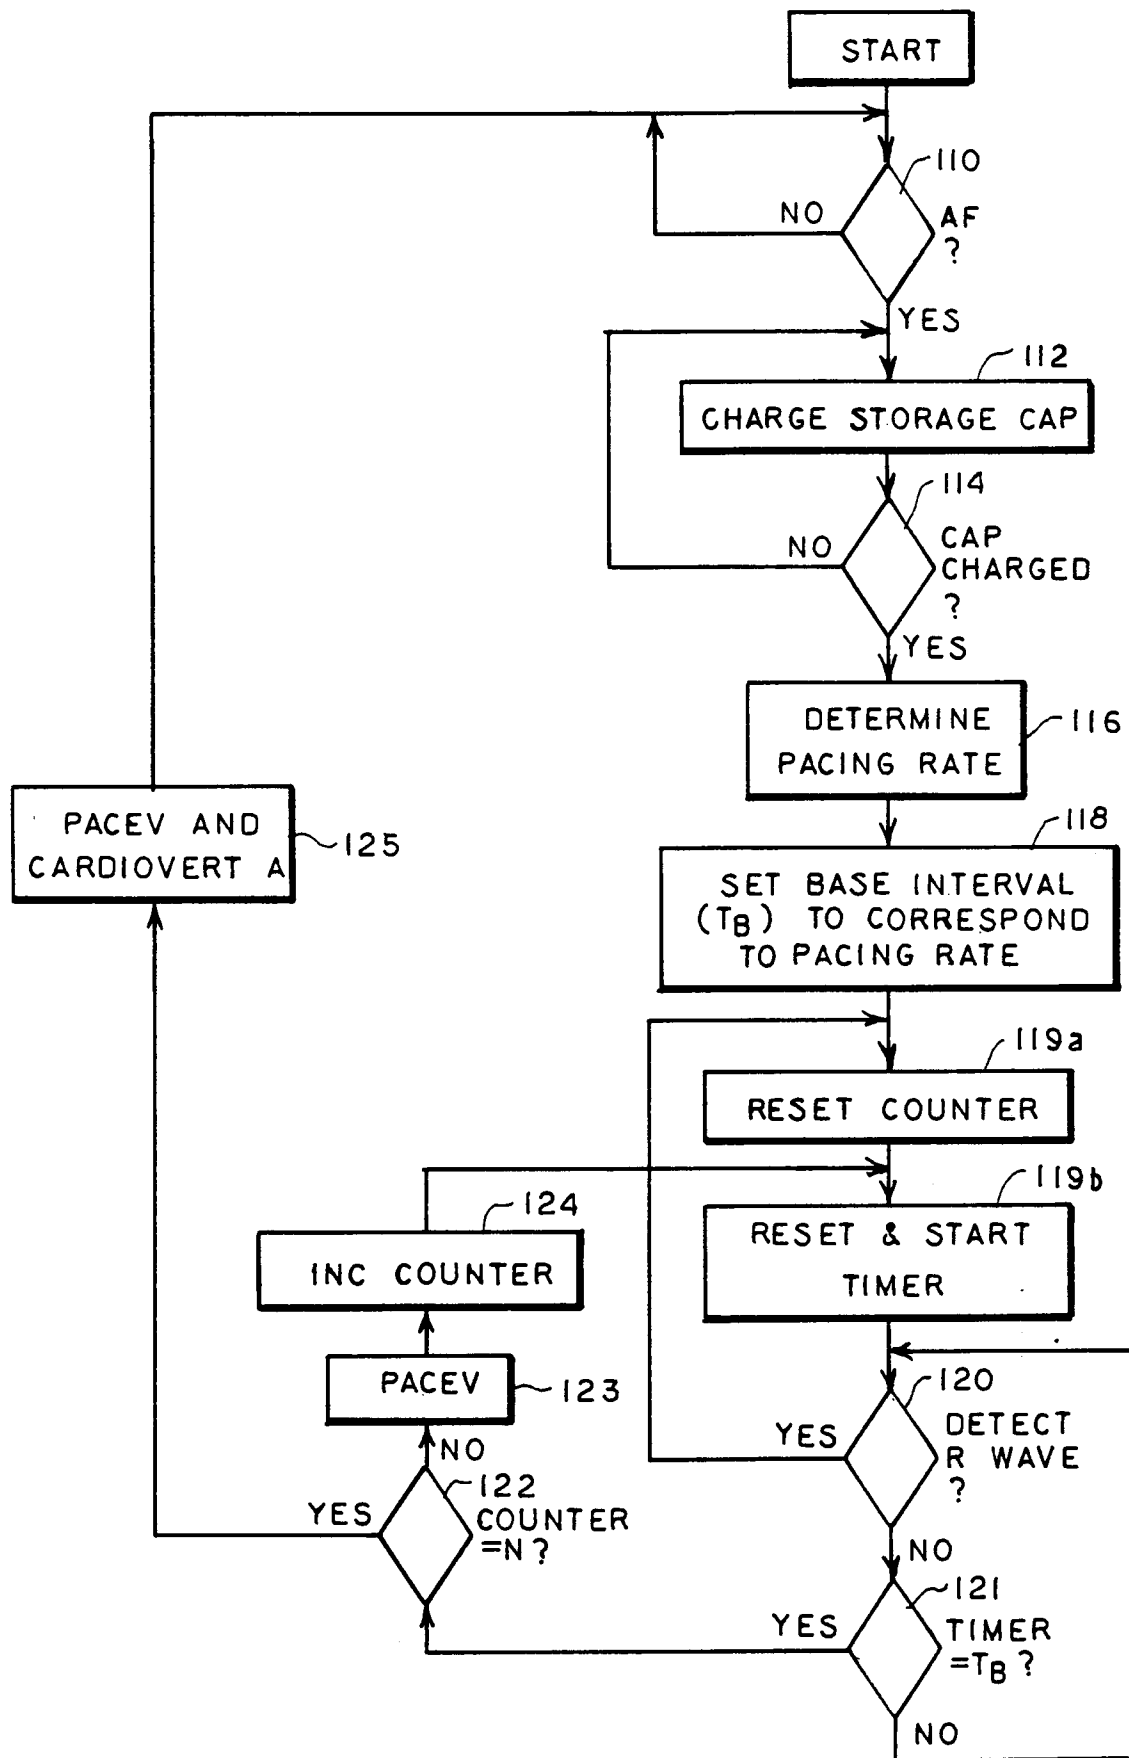 START
110
NO
AF
?
YES
112
CHARGE STORAGE CAP
114
NO
CAP
CHARGED
?
YES
DETERMINE
PACING RATE
116
PACEV AND
CARDIOVERT A
125
118
SET BASE INTERVAL
(TB) TO CORRESPOND
TO PACING RATE
119a
RESET COUNTER
119b
RESET & START
TIMER
124
INC COUNTER
PACEV
123
120
DETECT
R WAVE
?
YES
NO
122
COUNTER
=N?
YES
NO
121
TIMER
=TB?
YES
NO